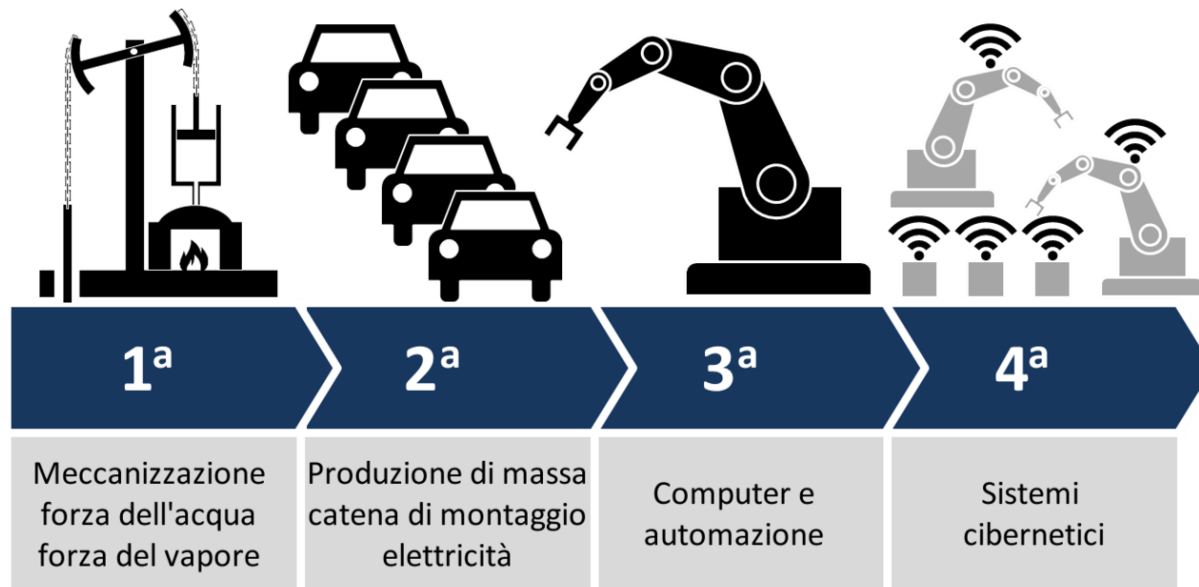 1ª
2ª
3ª
4ª
Meccanizzazione
forza dell'acqua
forza del vapore
Produzione di massa
catena di montaggio
elettricità
Computer e
automazione
Sistemi
cibernetici